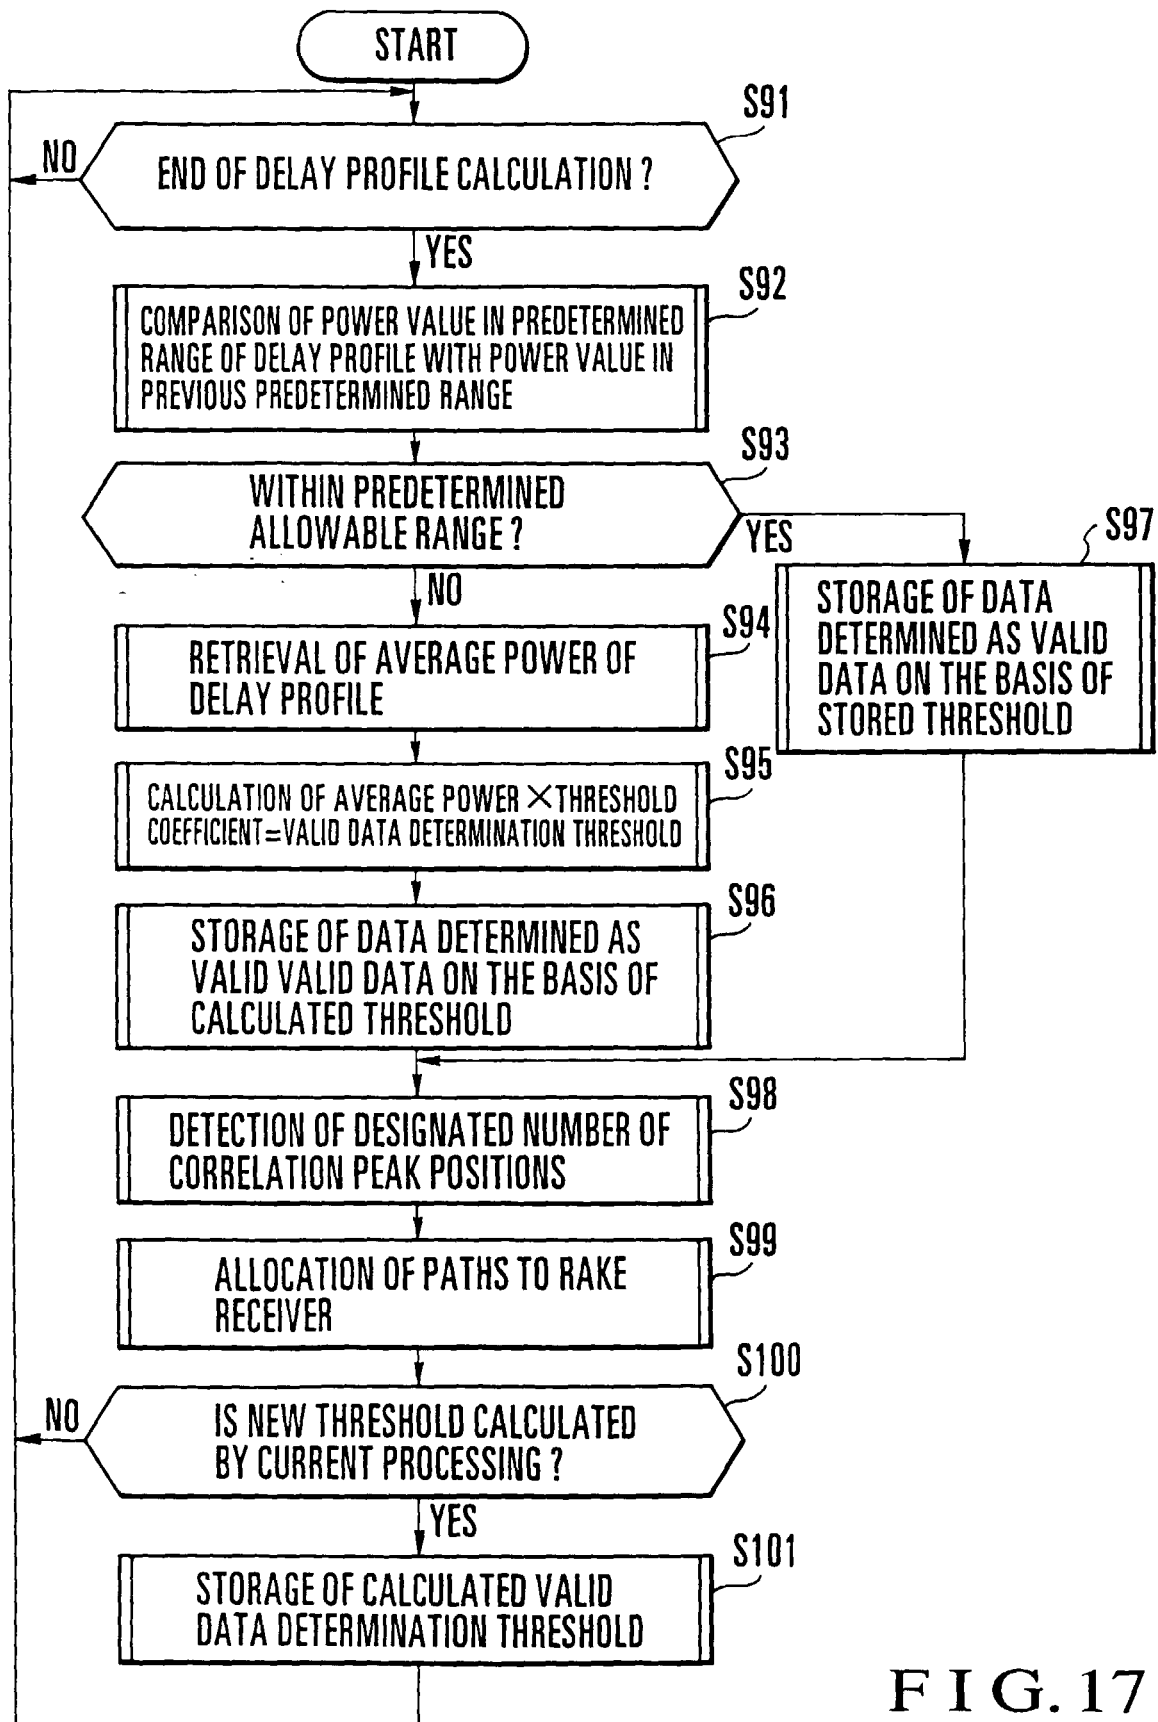 START
S91
NO
END OF DELAY PROFILE CALCULATION ?
YES
S92
COMPARISON OF POWER VALUE IN PREDETERMINED
RANGE OF DELAY PROFILE WITH POWER VALUE IN
PREVIOUS PREDETERMINED RANGE
S93
WITHIN PREDETERMINED
ALLOWABLE RANGE ?
YES
S97
NO
STORAGE OF DATA
DETERMINED AS VALID
DATA ON THE BASIS OF
STORED THRESHOLD
S94
RETRIEVAL OF AVERAGE POWER OF
DELAY PROFILE
S95
CALCULATION OF AVERAGE POWER ×THRESHOLD
COEFFICIENT=VALID DATA DETERMINATION THRESHOLD
S96
STORAGE OF DATA DETERMINED AS
VALID VALID DATA ON THE BASIS OF
CALCULATED THRESHOLD
S98
DETECTION OF DESIGNATED NUMBER OF
CORRELATION PEAK POSITIONS
S99
ALLOCATION OF PATHS TO RAKE
RECEIVER
S100
NO
IS NEW THRESHOLD CALCULATED
BY CURRENT PROCESSING ?
YES
S101
STORAGE OF CALCULATED VALID
DATA DETERMINATION THRESHOLD
FIG. 17